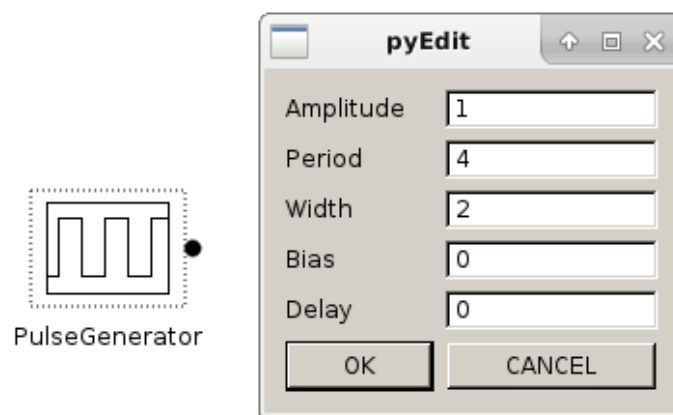 pyEdit
Amplitude 1
Period 4
Width 2
Bias 0
Delay 0
OK CANCEL
PulseGenerator